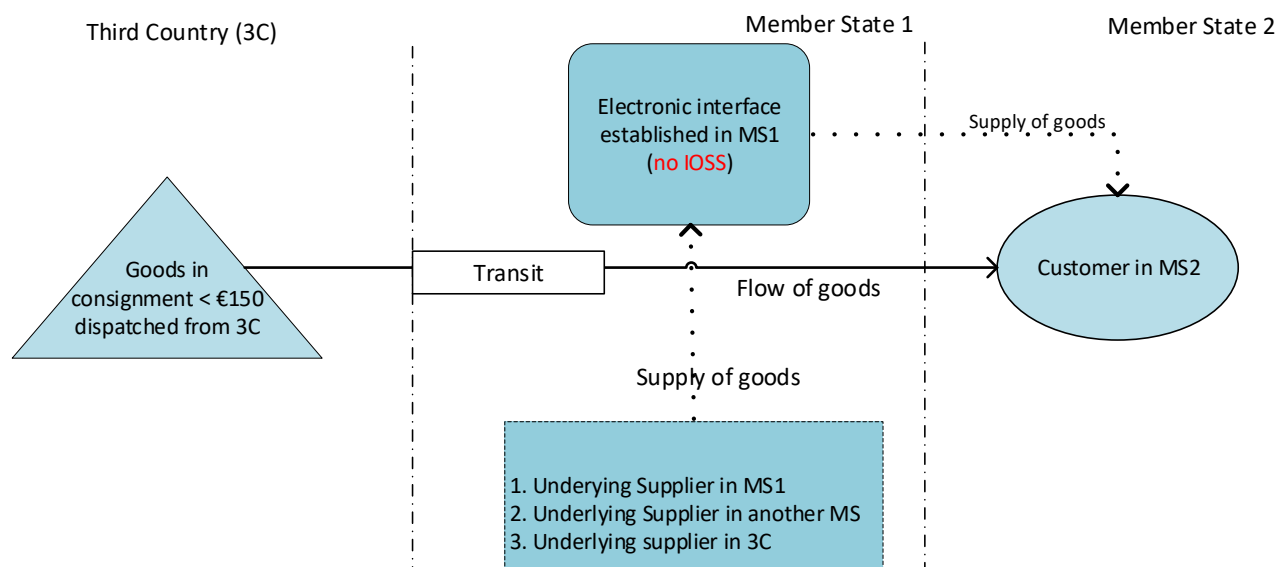 Third Country (3C)
Member State 1
Member State 2
Electronic interface
established in MS1
(no IOSS)
Supply of goods
Goods in
consignment < €150
dispatched from 3C
Transit
Flow of goods
Customer in MS2
Supply of goods
1. Underying Supplier in MS1
2. Underlying Supplier in another MS
3. Underlying supplier in 3C